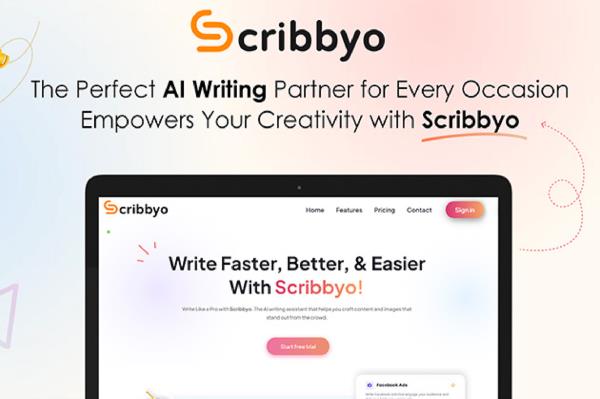 Scribbyo
The Perfect AI Writing Partner for Every Occasion
Empowers Your Creativity with Scribbyo
Scribbyo
Home Features Pricing Contact Sign in
Write Faster, Better, & Easier
With Scribbyo!
Write Like a Pro with Scribbyo. The AI writing assistant that helps you craft content and images that
stand out from the crowd.
Start free trial
Facebook Ads